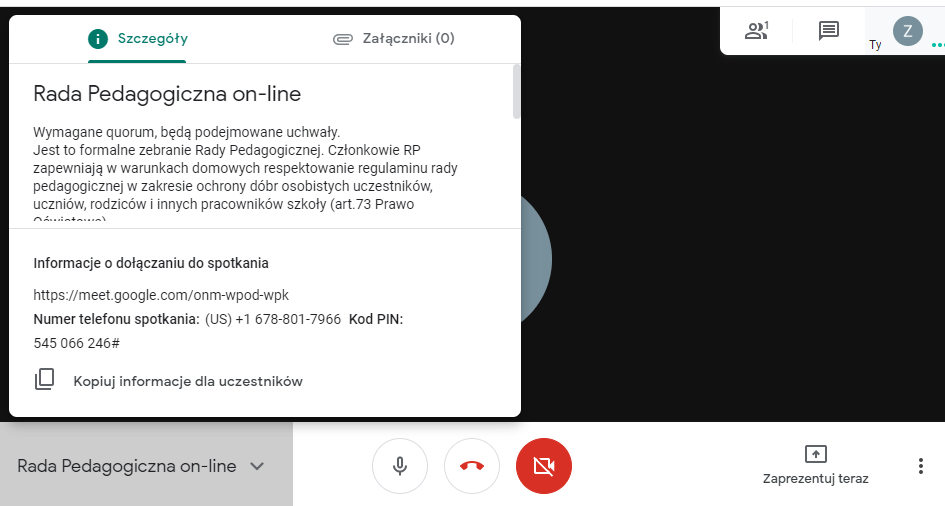 Szczegóły
Załączniki (0)
1
Z
Ty
Rada Pedagogiczna on-line
Wymagane quorum, będą podejmowane uchwały.
Jest to formalne zebranie Rady Pedagogicznej. Członkowie RP
zapewniają w warunkach domowych respektowanie regulaminu rady
pedagogicznej w zakresie ochrony dóbr osobistych uczestników,
uczniów, rodziców i innych pracowników szkoły (art.73 Prawo
Informacje o dołączaniu do spotkania
https://meet.google.com/onm-wpod-wpk
Numer telefonu spotkania: (US) +1 678-801-7966 Kod PIN:
545 066 246#
Kopiuj informacje dla uczestników
Rada Pedagogiczna on-line
Zaprezentuj teraz